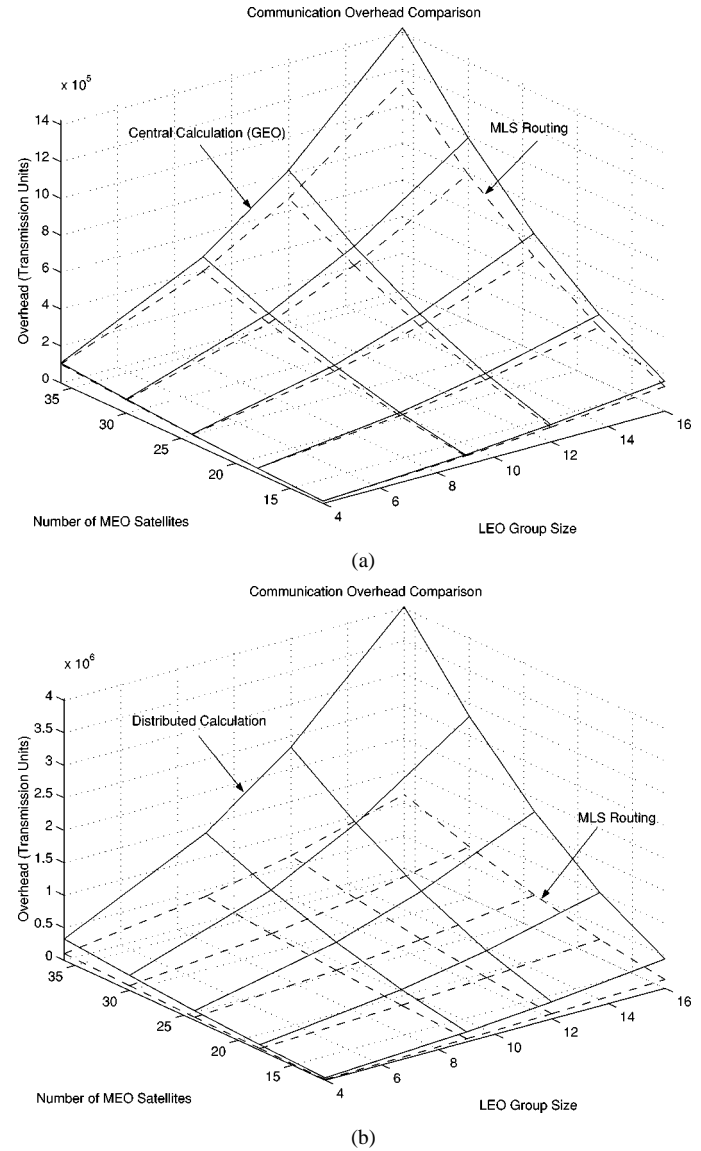 Communication Overhead Comparison
x 10^5
Central Calculation (GEO)
MLS Routing
Overhead (Transmission Units)
14
12
10
8
6
4
2
0
35
30
25
20
15
4
6
8
10
12
14
16
Number of MEO Satellites
LEO Group Size
(a)
Communication Overhead Comparison
x 10^6
Distributed Calculation
MLS Routing
Overhead (Transmission Units)
4
3.5
3
2.5
2
1.5
1
0.5
0
35
30
25
20
15
4
6
8
10
12
14
16
Number of MEO Satellites
LEO Group Size
(b)